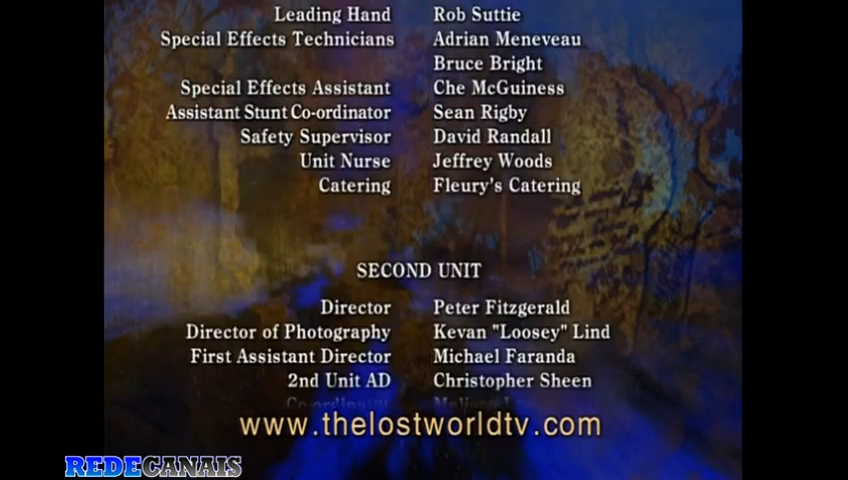 Leading Hand Rob Suttie
Special Effects Technicians Adrian Meneveau
Bruce Bright
Special Effects Assistant Che McGuiness
Assistant Stunt Co-ordinator Sean Rigby
Safety Supervisor David Randall
Unit Nurse Jeffrey Woods
Catering Fleury's Catering
SECOND UNIT
Director Peter Fitzgerald
Director of Photography Kevan "Loosey" Lind
First Assistant Director Michael Faranda
2nd Unit AD Christopher Sheen
Co-ordinator
www.thelostworldtv.com
REDECANAIS